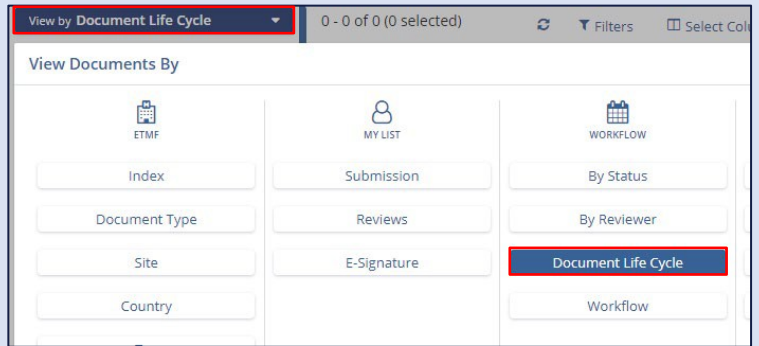 View by Document Life Cycle
0 - 0 of 0 (0 selected)
Filters
Select Colu
View Documents By
ETMF
MY LIST
WORKFLOW
Index
Submission
By Status
Document Type
Reviews
By Reviewer
Site
E-Signature
Document Life Cycle
Country
Workflow